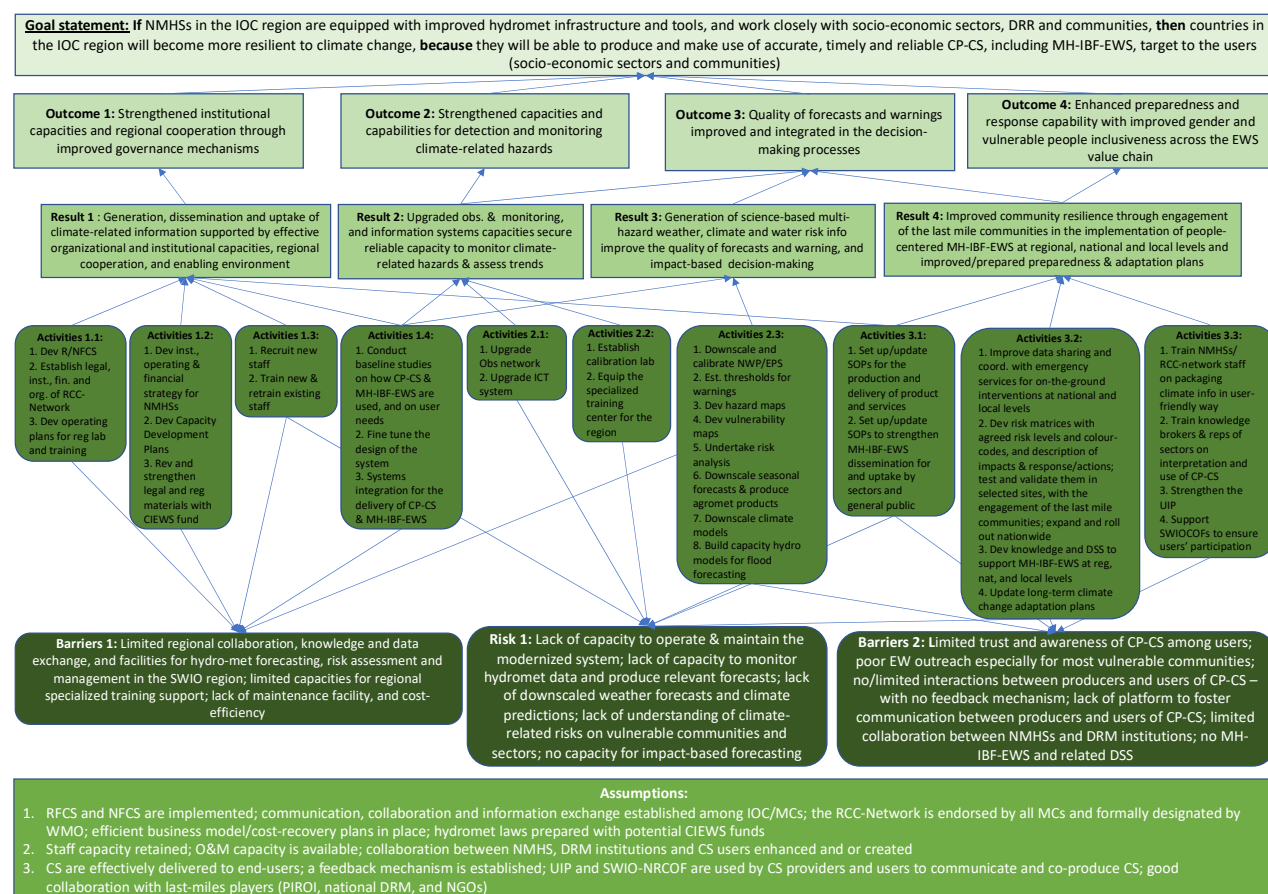 Goal statement: If NMHSs in the IOC region are equipped with improved hydromet infrastructure and tools, and work closely with socio-economic sectors, DRR and communities, then countries in
the IOC region will become more resilient to climate change, because they will be able to produce and make use of accurate, timely and reliable CP-CS, including MH-IBF-EWS, target to the users
(socio-economic sectors and communities)
Outcome 1: Strengthened institutional
capacities and regional cooperation through
improved governance mechanisms
Outcome 2: Strengthened capacities and
capabilities for detection and monitoring
climate-related hazards
Outcome 3: Quality of forecasts and warnings
improved and integrated in the decision-
making processes
Outcome 4: Enhanced preparedness and
response capability with improved gender and
vulnerable people inclusiveness across the EWS
value chain
Result 1 : Generation, dissemination and uptake of
climate-related information supported by effective
organizational and institutional capacities, regional
cooperation, and enabling environment
Result 2: Upgraded obs. & monitoring,
and information systems capacities secure
reliable capacity to monitor climate-
related hazards & assess trends
Result 3: Generation of science-based multi-
hazard weather, climate and water risk info
improve the quality of forecasts and warning, and
impact-based decision-making
Result 4: Improved community resilience through engagement
of the last mile communities in the implementation of people-
centered MH-IBF-EWS at regional, national and local levels and
improved/prepared preparedness & adaptation plans
Activities 1.1:
1. Dev R/NFCS
2. Establish legal,
inst., fin. and
org. of RCC-
Network
3. Dev operating
plans for reg lab
and training
Activities 1.2:
1. Dev inst.,
operating &
financial
strategy for
NMHSs
2. Dev Capacity
Development
Plans
3. Rev and
strengthen
legal and reg
materials with
CIEWS fund
Activities 1.3:
1. Recruit new
staff
2. Train new &
retrain existing
staff
Activities 1.4:
1. Conduct
baseline studies
on how CP-CS &
MH-IBF-EWS are
used, and on user
needs
2. Fine tune the
design of the
system
3. Systems
integration for the
delivery of CP-CS
& MH-IBF-EWS
Activities 2.1:
1. Upgrade
Obs network
2. Upgrade ICT
system
Activities 2.2:
1. Establish
calibration lab
2. Equip the
specialized
training
center for the
region
Activities 2.3:
1. Downscale and
calibrate NWP/EPS
2. Est. thresholds for
warnings
3. Dev hazard maps
4. Dev vulnerability
maps
5. Undertake risk
analysis
6. Downscale seasonal
forecasts & produce
agromet products
7. Downscale climate
models
8. Build capacity hydro
models for flood
forecasting
Activities 3.1:
1. Set up/update
SOPs for the
production and
delivery of product
and services
2. Set up/update
SOPs to strengthen
MH-IBF-EWS
dissemination for
and uptake by
sectors and
general public
Activities 3.2:
1. Improve data sharing and
coord. with emergency
services for on-the-ground
interventions at national and
local levels
2. Dev risk matrices with
agreed risk levels and colour-
codes, and description of
impacts & response/actions;
test and validate them in
selected sites, with the
engagement of the last mile
communities; expand and roll
out nationwide
3. Dev knowledge and DSS to
support MH-IBF-EWS at reg,
nat, and local levels
4. Update long-term climate
change adaptation plans
Activities 3.3:
1. Train NMHSs/
RCC-network staff
on packaging
climate info in user-
friendly way
2. Train knowledge
brokers & reps of
sectors on
interpretation and
use of CP-CS
3. Strengthen the
UIP
4. Support
SWIOCOFs to ensure
users' participation
Barriers 1: Limited regional collaboration, knowledge and data
exchange, and facilities for hydro-met forecasting, risk assessment and
management in the SWIO region; limited capacities for regional
specialized training support; lack of maintenance facility, and cost-
efficiency
Risk 1: Lack of capacity to operate & maintain the
modernized system; lack of capacity to monitor
hydromet data and produce relevant forecasts; lack
of downscaled weather forecasts and climate
predictions; lack of understanding of climate-
related risks on vulnerable communities and
sectors; no capacity for impact-based forecasting
Barriers 2: Limited trust and awareness of CP-CS among users;
poor EW outreach especially for most vulnerable communities;
no/limited interactions between producers and users of CP-CS –
with no feedback mechanism; lack of platform to foster
communication between producers and users of CP-CS; limited
collaboration between NMHSs and DRM institutions; no MH-
IBF-EWS and related DSS
Assumptions:
1. RFCS and NFCS are implemented; communication, collaboration and information exchange established among IOC/MCs; the RCC-Network is endorsed by all MCs and formally designated by
WMO; efficient business model/cost-recovery plans in place; hydromet laws prepared with potential CIEWS funds
2. Staff capacity retained; O&M capacity is available; collaboration between NMHS, DRM institutions and CS users enhanced and or created
3. CS are effectively delivered to end-users; a feedback mechanism is established; UIP and SWIO-NRCOF are used by CS providers and users to communicate and co-produce CS; good
collaboration with last-miles players (PIROI, national DRM, and NGOs)